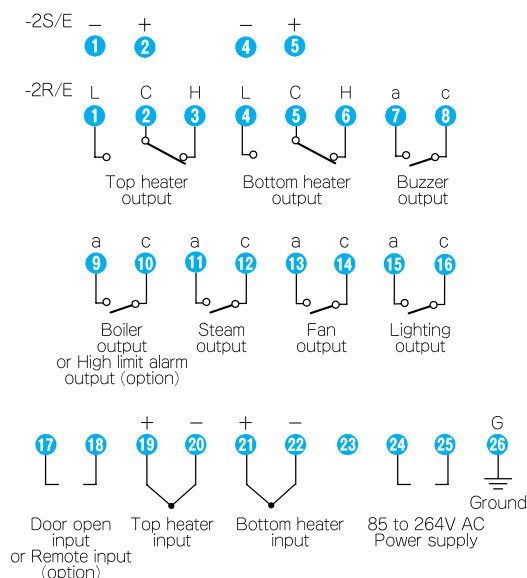 -2S/E − + − +
1 2 4 5
-2R/E L C H L C H a c
1 2 3 4 5 6 7 8
Top heater output
Bottom heater output
Buzzer output
a c a c a c a c
9 10 11 12 13 14 15 16
Boiler output
or High limit alarm
output (option)
Steam output
Fan output
Lighting output
+ − + − G
17 18 19 20 21 22 23 24 25 26
Ground
Door open input
or Remote input
(option)
Top heater input
Bottom heater input
85 to 264V AC
Power supply